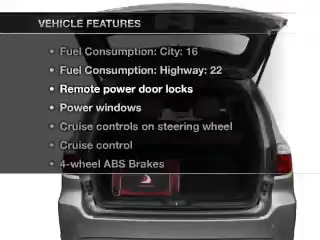 VEHICLE FEATURES
• Fuel Consumption: City: 16
• Fuel Consumption: Highway: 22
• Remote power door locks
• Power windows
• Cruise controls on steering wheel
• Cruise control
• 4-wheel ABS Brakes